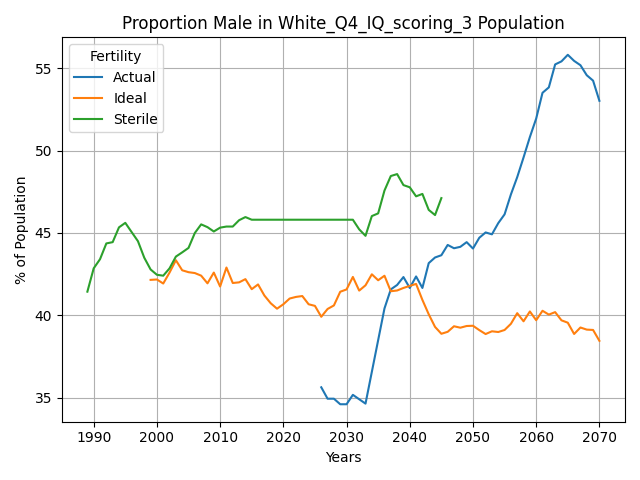 Proportion Male in White_Q4_IQ_scoring_3 Population
Fertility
Actual
Ideal
Sterile
% of Population
55
50
45
40
35
1990
2000
2010
2020
2030
2040
2050
2060
2070
Years